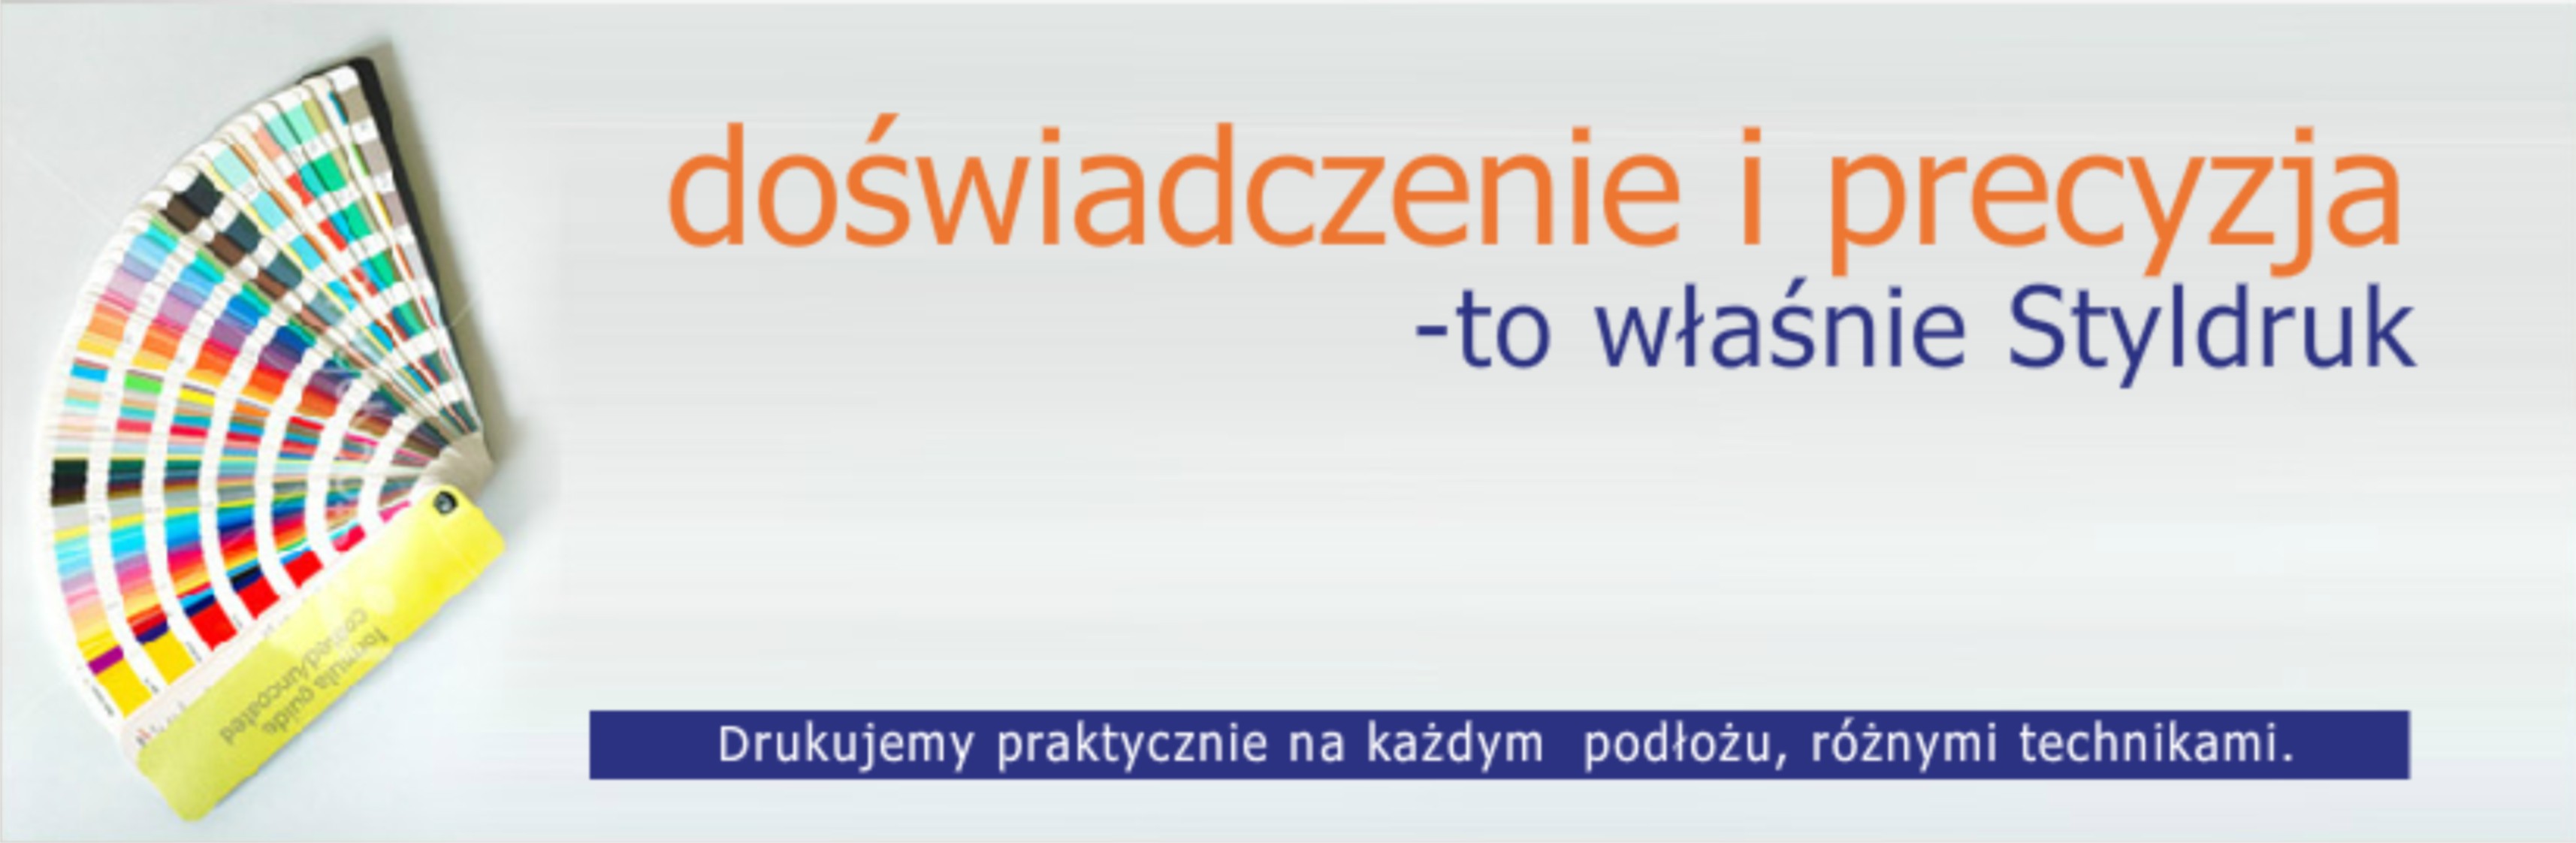 doświadczenie i precyzja
-to właśnie Styldruk
formula guide
coated/uncoated
Drukujemy praktycznie na każdym podłożu, różnymi technikami.